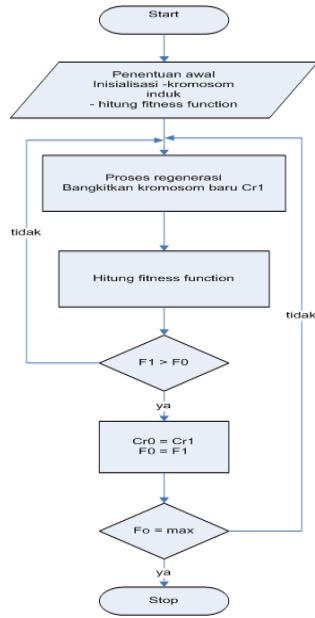 Start
Penentuan awal
Inisialisasi -kromosom
induk
- hitung fitness function
Proses regenerasi
Bangkitkan kromosom baru Cr1
tidak
Hitung fitness function
tidak
F1 > F0
ya
Cr0 = Cr1
F0 = F1
Fo = max
ya
Stop